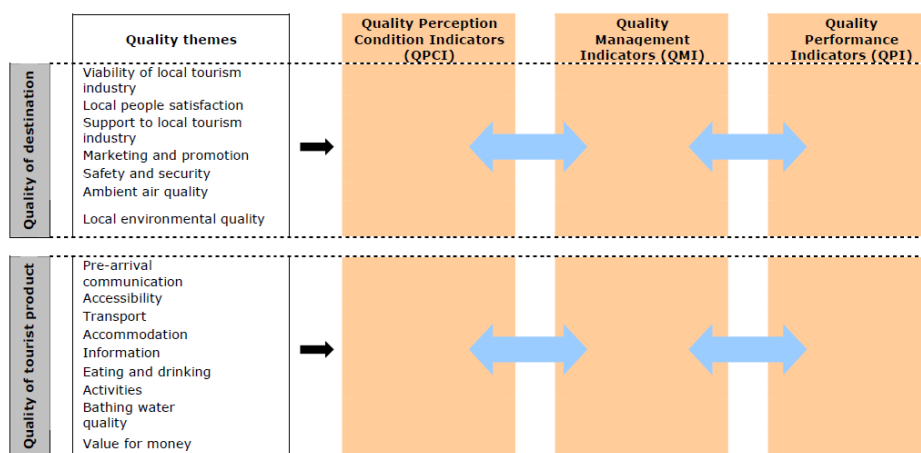 Quality themes
Quality Perception
Condition Indicators
(QPCI)
Quality
Management
Indicators (QMI)
Quality
Performance
Indicators (QPI)
Quality of destination
Viability of local tourism
industry
Local people satisfaction
Support to local tourism
industry
Marketing and promotion
Safety and security
Ambient air quality
Local environmental quality
Quality of tourist product
Pre-arrival
communication
Accessibility
Transport
Accommodation
Information
Eating and drinking
Activities
Bathing water
quality
Value for money